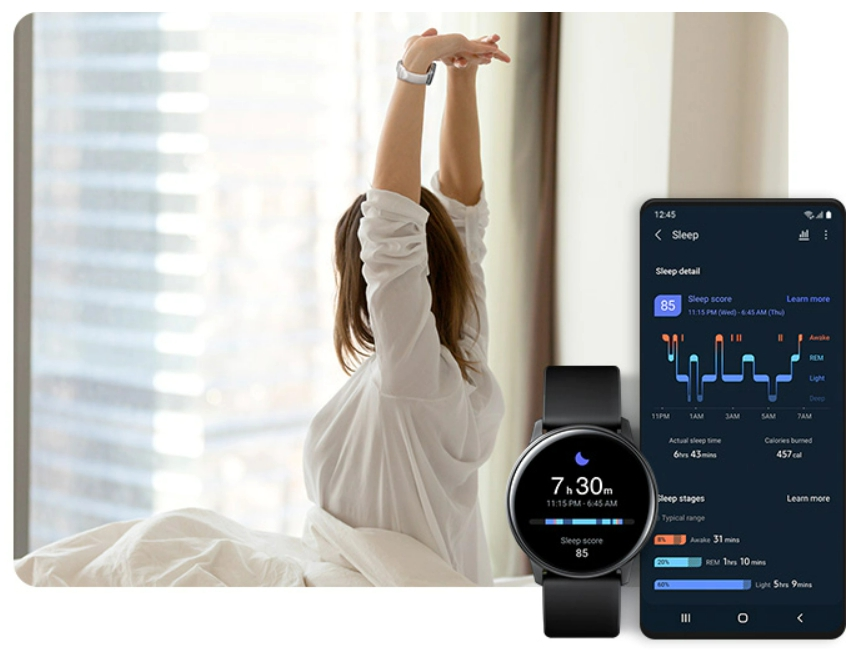 7h 30m
11:15 PM - 6:45 AM
Sleep score
85
12:45
Sleep
Sleep detail
85
Sleep score
Learn more
11:15 PM (Wed) - 6:45 AM (Thu)
Awake
REM
Light
Deep
11PM 1AM 3AM 5AM 7AM
Actual sleep time
Calories burned
6hrs 43mins
457cal
Sleep stages
Learn more
Typical range
8% Awake 31 mins
20% REM 1hrs 10 mins
60% Light 5hrs 9mins